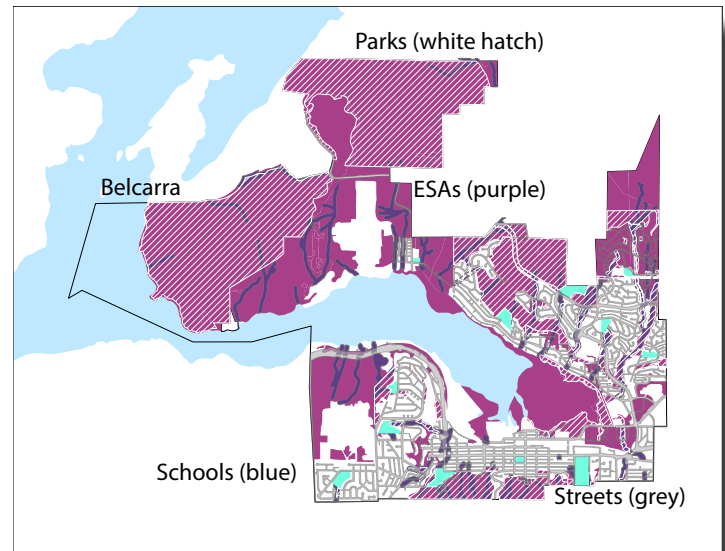 Parks (white hatch)
Belcarra
ESAs (purple)
Schools (blue)
Streets (grey)